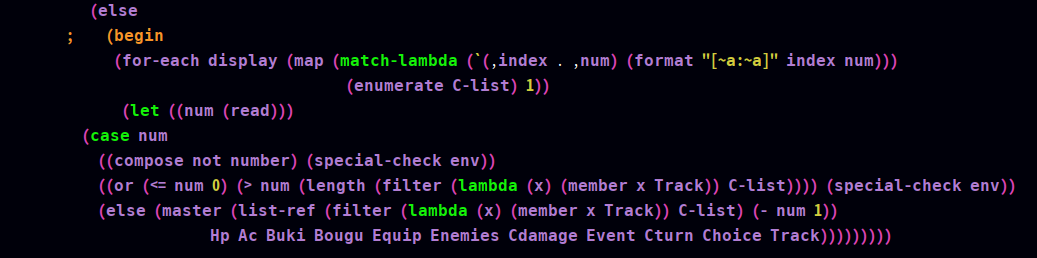 (else
;   (begin
(for-each display (map (match-lambda (`(,index . ,num) (format "[~a:~a]" index num)))
(enumerate C-list) 1))
(let ((num (read)))
(case num
((compose not number) (special-check env))
((or (<= num 0) (> num (length (filter (lambda (x) (member x Track)) C-list)))) (special-check env))
(else (master (list-ref (filter (lambda (x) (member x Track)) C-list) (- num 1))
Hp Ac Buki Bougu Equip Enemies Cdamage Event Cturn Choice Track)))))))))